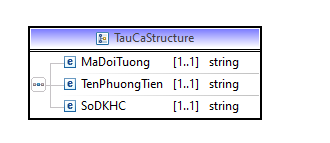 TauCaStructure
e MaDoiTuong [1..1] string
e TenPhuongTien [1..1] string
e SoDKHC [1..1] string